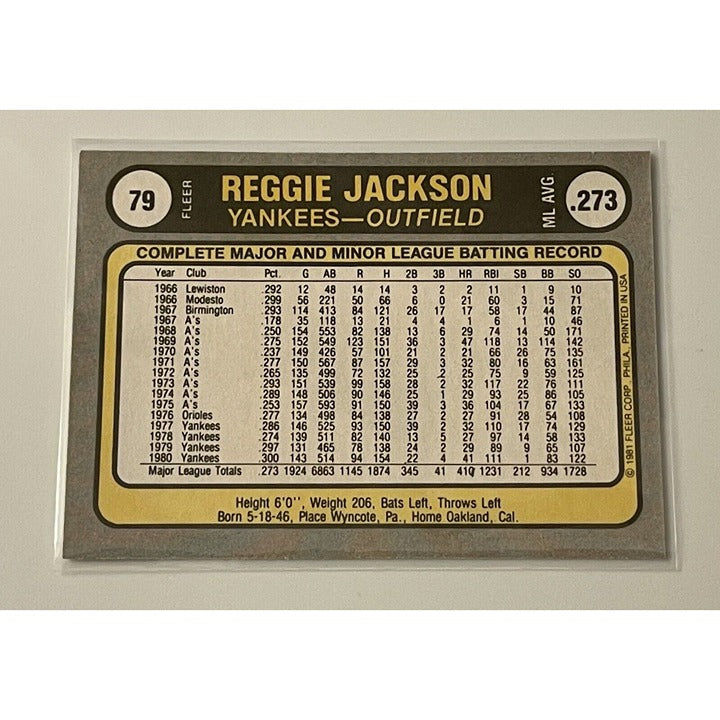 79 FLEER REGGIE JACKSON ML AVG. .273
YANKEES—OUTFIELD
COMPLETE MAJOR AND MINOR LEAGUE BATTING RECORD
Year Club Pct. G AB R H 2B 3B HR RBI SB BB SO
1966 Lewiston .292 12 48 14 14 3 2 2 11 1 9 10
1966 Modesto .299 56 221 50 66 6 0 21 60 3 15 71
1967 Birmington .293 114 413 84 121 26 17 17 58 17 44 87
1967 A's .178 35 118 13 21 4 4 1 6 1 10 46
1968 A's .250 154 553 82 138 13 6 29 74 14 50 171
1969 A's .275 152 549 123 151 36 3 47 118 13 114 142
1970 A's .237 149 426 57 101 21 2 21 66 26 75 135
1971 A's .277 150 567 87 157 29 3 32 80 16 63 161
1972 A's .265 135 499 72 132 25 2 25 75 9 59 125
1973 A's .293 151 539 99 158 28 2 32 117 22 76 111
1974 A's .289 148 506 90 146 25 1 29 93 25 86 105
1975 A's .253 157 593 91 150 39 3 36 104 17 67 133
1976 Orioles .277 134 498 84 138 27 2 27 91 28 54 108
1977 Yankees .286 146 525 93 150 39 2 32 110 17 74 129
1978 Yankees .274 139 511 82 140 13 5 27 97 14 58 133
1979 Yankees .297 131 465 78 138 24 2 29 89 9 65 107
1980 Yankees .300 143 514 94 154 22 4 41 111 1 83 122
Major League Totals .273 1924 6863 1145 1874 345 41 410 1231 212 934 1728
Height 6'0'', Weight 206, Bats Left, Throws Left
Born 5-18-46, Place Wyncote, Pa., Home Oakland, Cal.
© 1981 FLEER CORP. PHILA. PRINTED IN USA